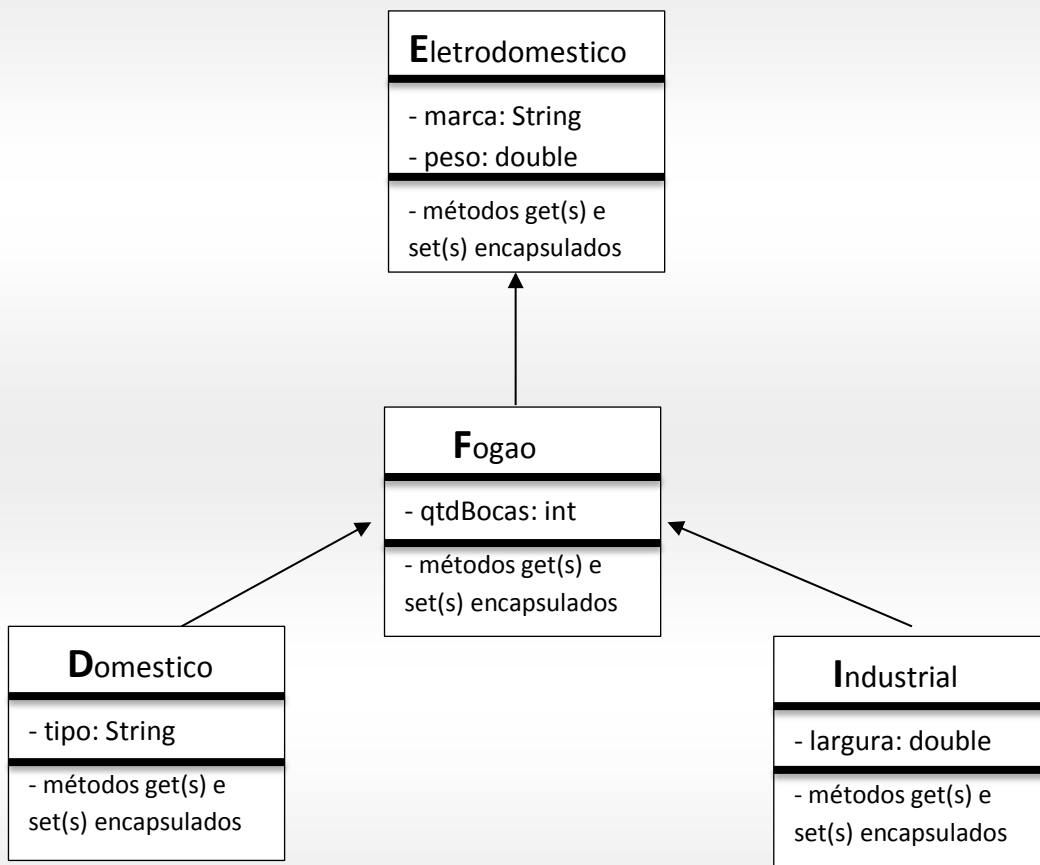 Eletrodomestico
- marca: String
- peso: double
- métodos get(s) e
set(s) encapsulados
Fogao
- qtdBocas: int
- métodos get(s) e
set(s) encapsulados
Domestico
- tipo: String
- métodos get(s) e
set(s) encapsulados
Industrial
- largura: double
- métodos get(s) e
set(s) encapsulados